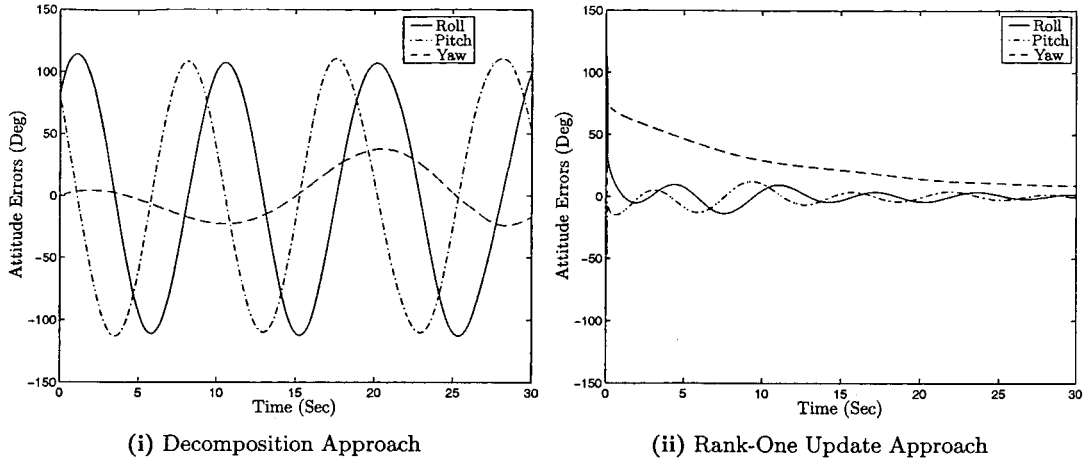 150
100
50
0
−50
−100
−150
Attitude Errors (Deg)
Roll
Pitch
Yaw
0 5 10 15 20 25 30
Time (Sec)
(i) Decomposition Approach
150
100
50
0
−50
−100
−150
Attitude Errors (Deg)
Roll
Pitch
Yaw
0 5 10 15 20 25 30
Time (Sec)
(ii) Rank-One Update Approach